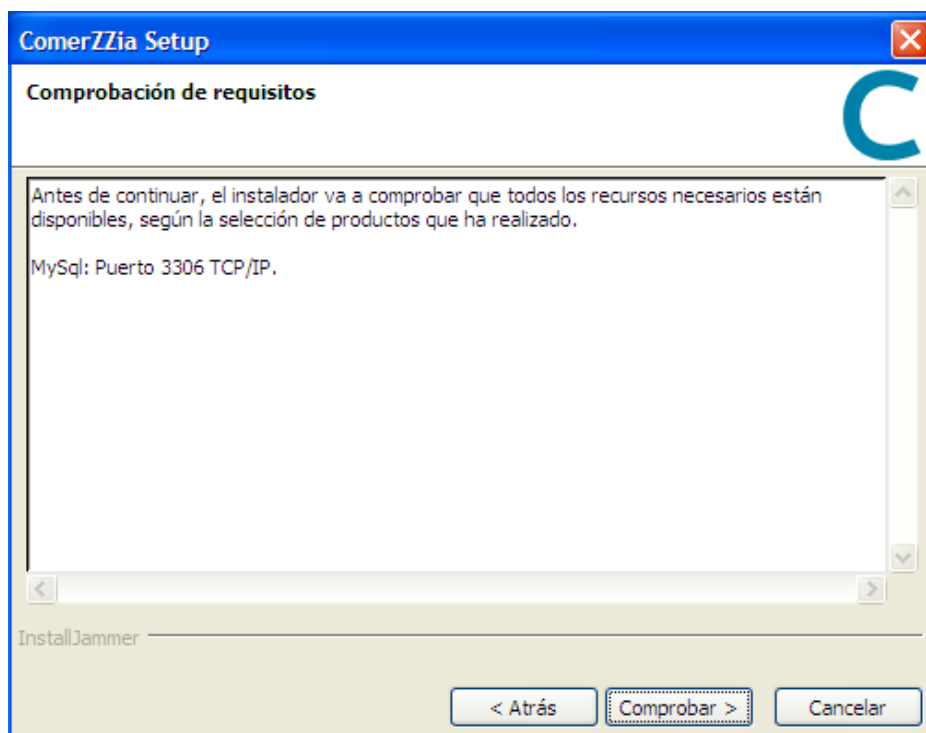 ComerZZia Setup
Comprobación de requisitos
Antes de continuar, el instalador va a comprobar que todos los recursos necesarios están
disponibles, según la selección de productos que ha realizado.
MySql: Puerto 3306 TCP/IP.
InstallJammer
< Atrás
Comprobar >
Cancelar